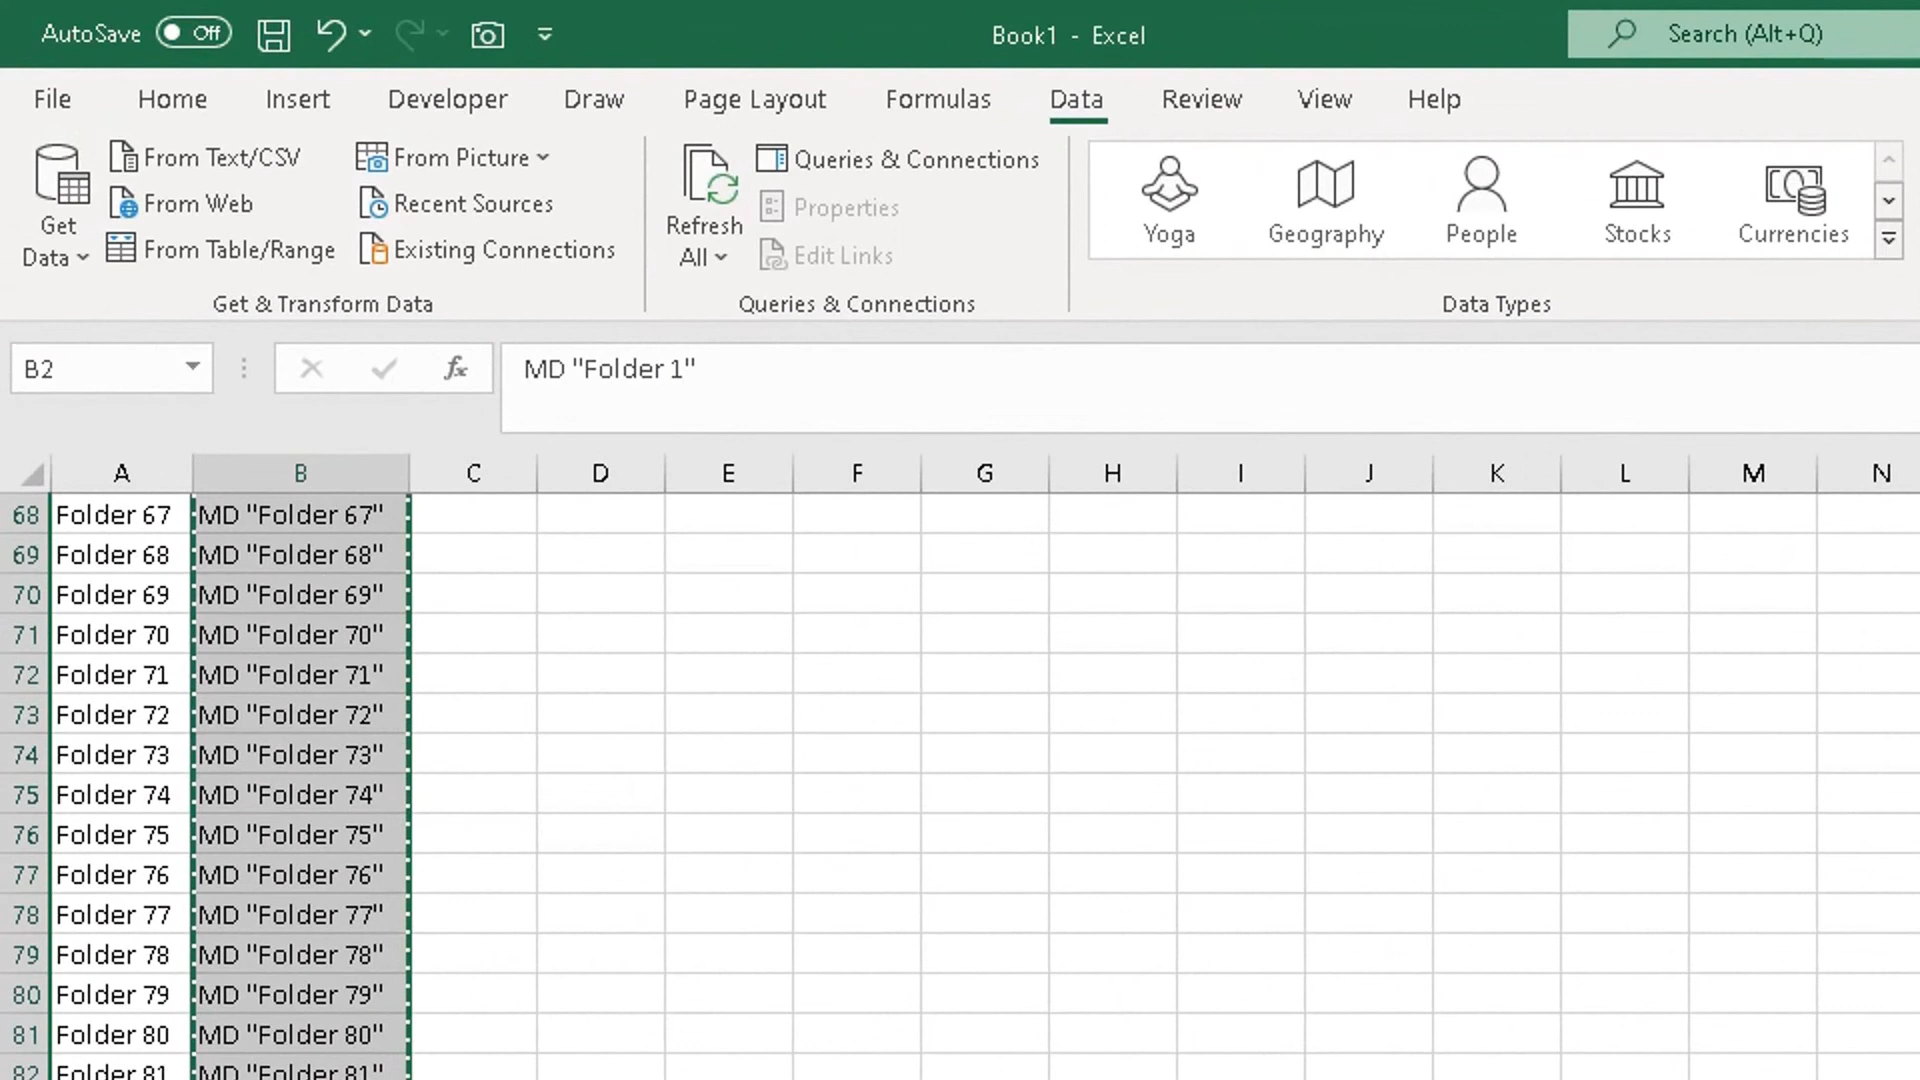 AutoSave Off
Book1 - Excel
Search (Alt+Q)
File Home Insert Developer Draw Page Layout Formulas Data Review View Help
Get Data
From Text/CSV
From Web
From Table/Range
From Picture
Recent Sources
Existing Connections
Get & Transform Data
Refresh All
Queries & Connections
Properties
Edit Links
Queries & Connections
Yoga
Geography
People
Stocks
Currencies
Data Types
B2
fx
MD "Folder 1"
A B C D E F G H I J K L M N
68 Folder 67 MD "Folder 67"
69 Folder 68 MD "Folder 68"
70 Folder 69 MD "Folder 69"
71 Folder 70 MD "Folder 70"
72 Folder 71 MD "Folder 71"
73 Folder 72 MD "Folder 72"
74 Folder 73 MD "Folder 73"
75 Folder 74 MD "Folder 74"
76 Folder 75 MD "Folder 75"
77 Folder 76 MD "Folder 76"
78 Folder 77 MD "Folder 77"
79 Folder 78 MD "Folder 78"
80 Folder 79 MD "Folder 79"
81 Folder 80 MD "Folder 80"
82 Folder 81 MD "Folder 81"